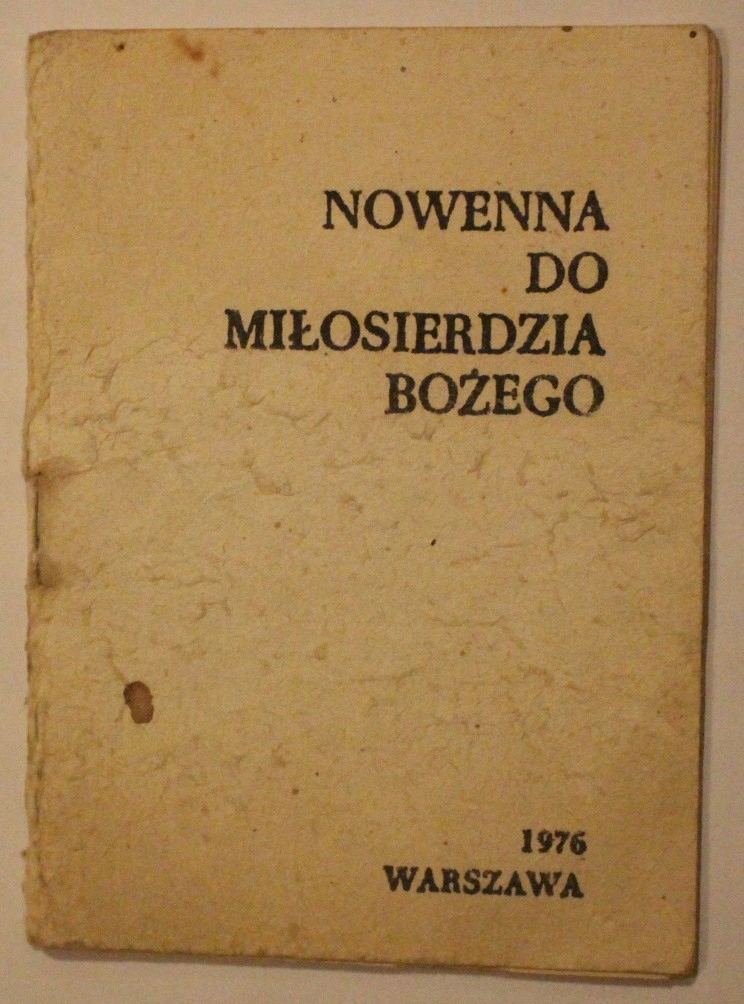 NOWENNA
DO
MIŁOSIERDZIA
BOŻEGO
1976
WARSZAWA